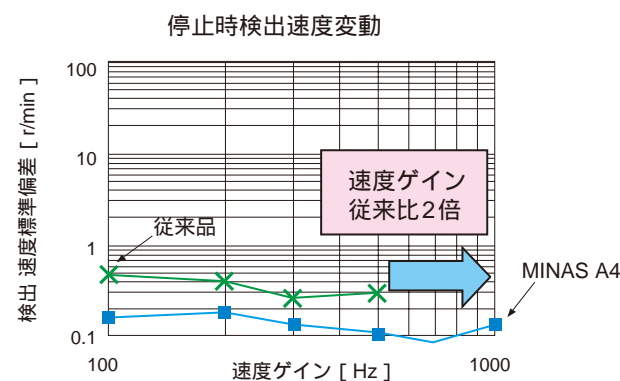 停止時検出速度変動
検出 速度標準偏差 [ r/min ]
100
10
1
0.1
速度ゲイン
従来比2倍
従来品
MINAS A4
100
1000
速度ゲイン [ Hz ]